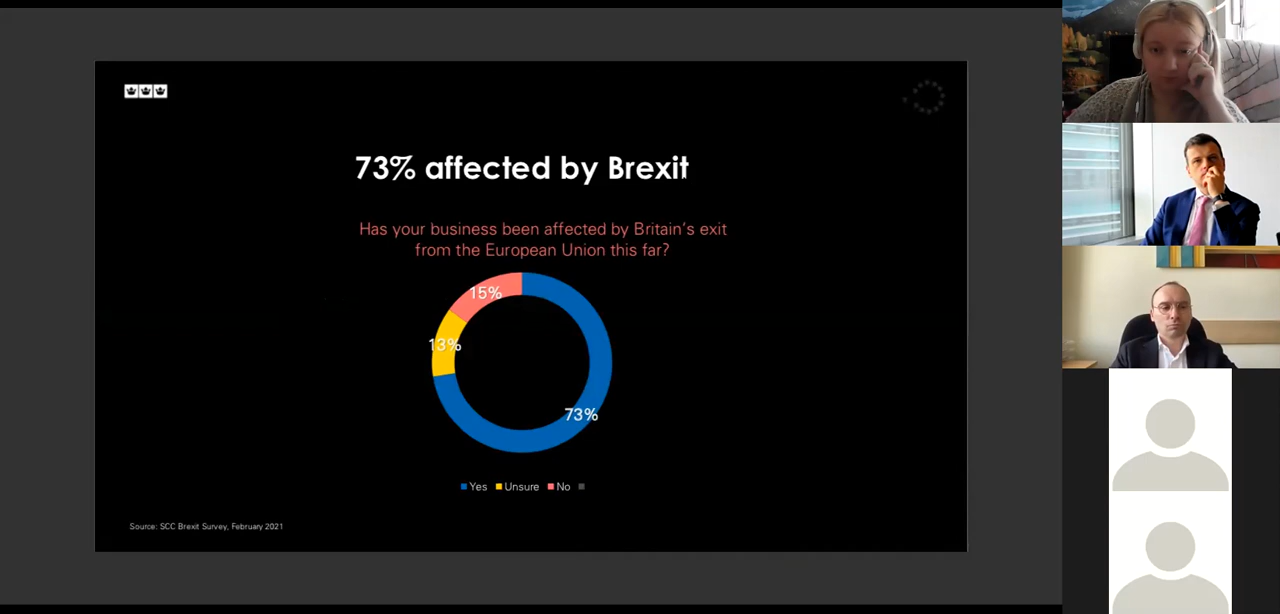 73% affected by Brexit
Has your business been affected by Britain's exit
from the European Union this far?
15%
13%
73%
Yes Unsure No
Source: SCC Brexit Survey, February 2021